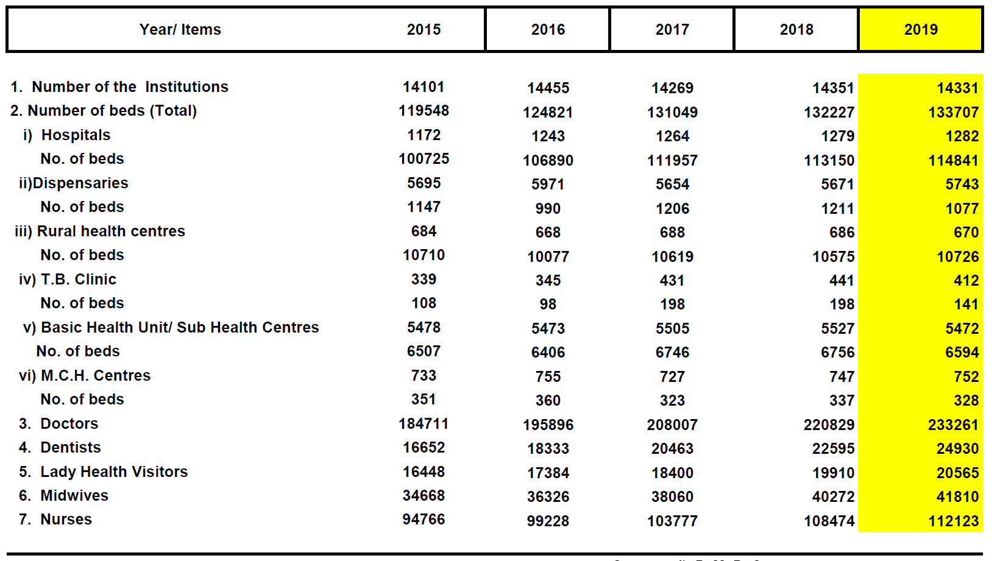 Year/ Items 2015 2016 2017 2018 2019
1. Number of the Institutions 14101 14455 14269 14351 14331
2. Number of beds (Total) 119548 124821 131049 132227 133707
i) Hospitals 1172 1243 1264 1279 1282
No. of beds 100725 106890 111957 113150 114841
ii)Dispensaries 5695 5971 5654 5671 5743
No. of beds 1147 990 1206 1211 1077
iii) Rural health centres 684 668 688 686 670
No. of beds 10710 10077 10619 10575 10726
iv) T.B. Clinic 339 345 431 441 412
No. of beds 108 98 198 198 141
v) Basic Health Unit/ Sub Health Centres 5478 5473 5505 5527 5472
No. of beds 6507 6406 6746 6756 6594
vi) M.C.H. Centres 733 755 727 747 752
No. of beds 351 360 323 337 328
3. Doctors 184711 195896 208007 220829 233261
4. Dentists 16652 18333 20463 22595 24930
5. Lady Health Visitors 16448 17384 18400 19910 20565
6. Midwives 34668 36326 38060 40272 41810
7. Nurses 94766 99228 103777 108474 112123